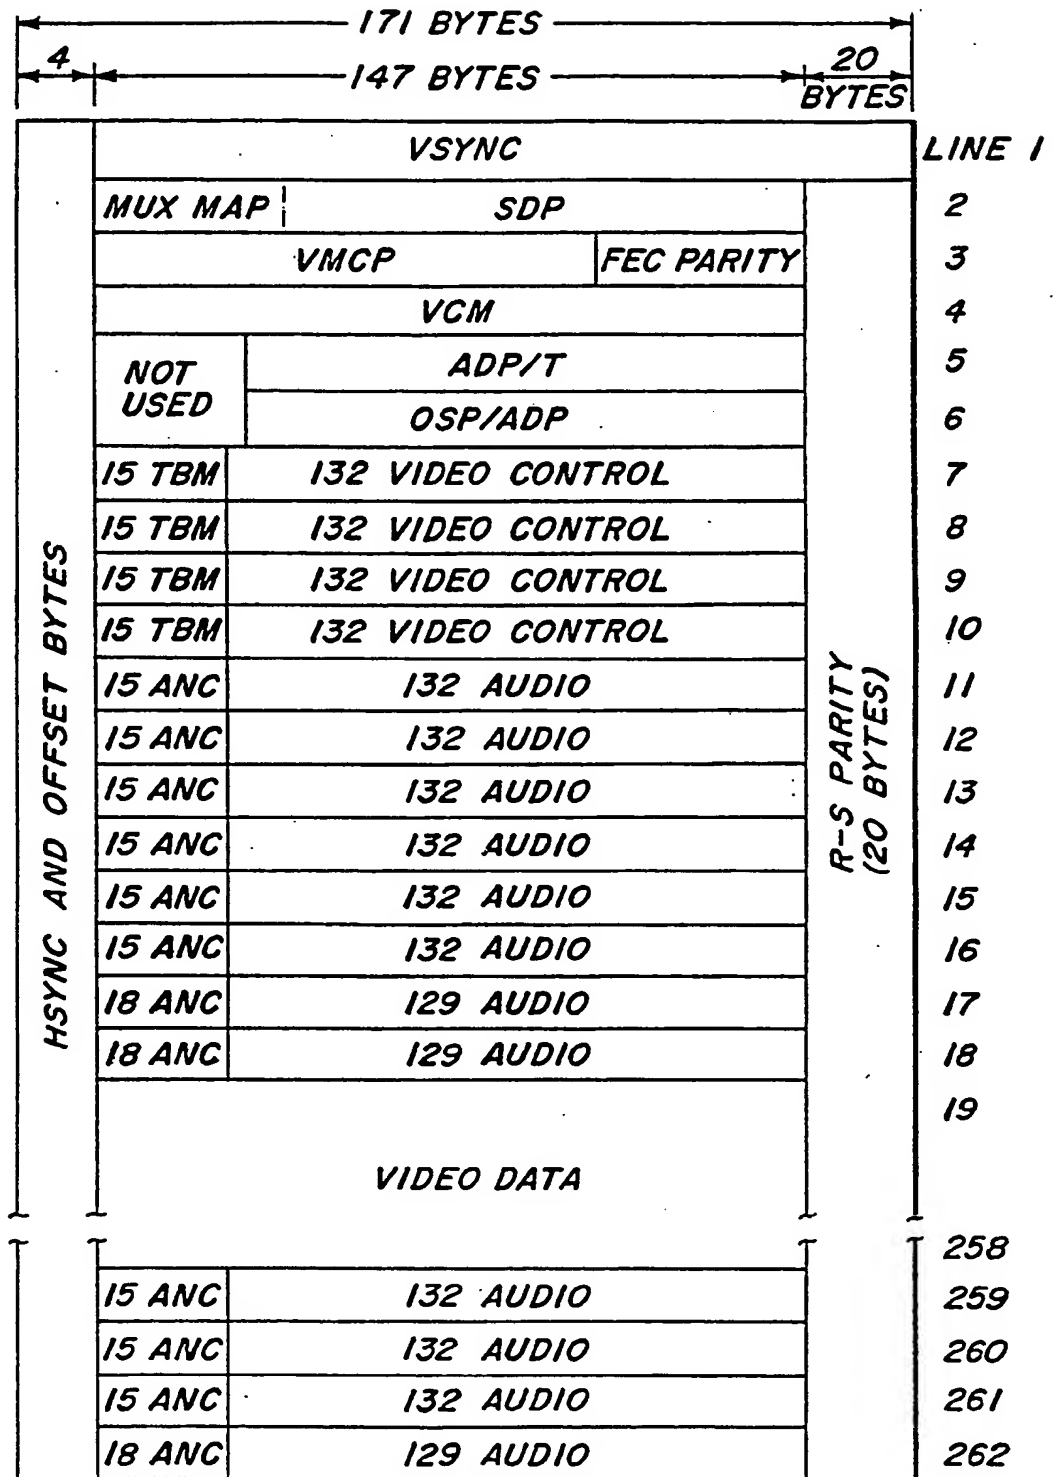 171 BYTES
4
147 BYTES
20
BYTES
VSYNC
LINE 1
MUX MAP
SDP
2
VMCP
FEC PARITY
3
VCM
4
NOT
USED
ADP/T
5
OSP/ADP
6
15 TBM
132 VIDEO CONTROL
7
15 TBM
132 VIDEO CONTROL
8
15 TBM
132 VIDEO CONTROL
9
15 TBM
132 VIDEO CONTROL
10
15 ANC
132 AUDIO
11
15 ANC
132 AUDIO
12
15 ANC
132 AUDIO
13
15 ANC
132 AUDIO
14
15 ANC
132 AUDIO
15
15 ANC
132 AUDIO
16
18 ANC
129 AUDIO
17
18 ANC
129 AUDIO
18
19
HSYNC AND OFFSET BYTES
R-S PARITY
(20 BYTES)
VIDEO DATA
258
15 ANC
132 AUDIO
259
15 ANC
132 AUDIO
260
15 ANC
132 AUDIO
261
18 ANC
129 AUDIO
262